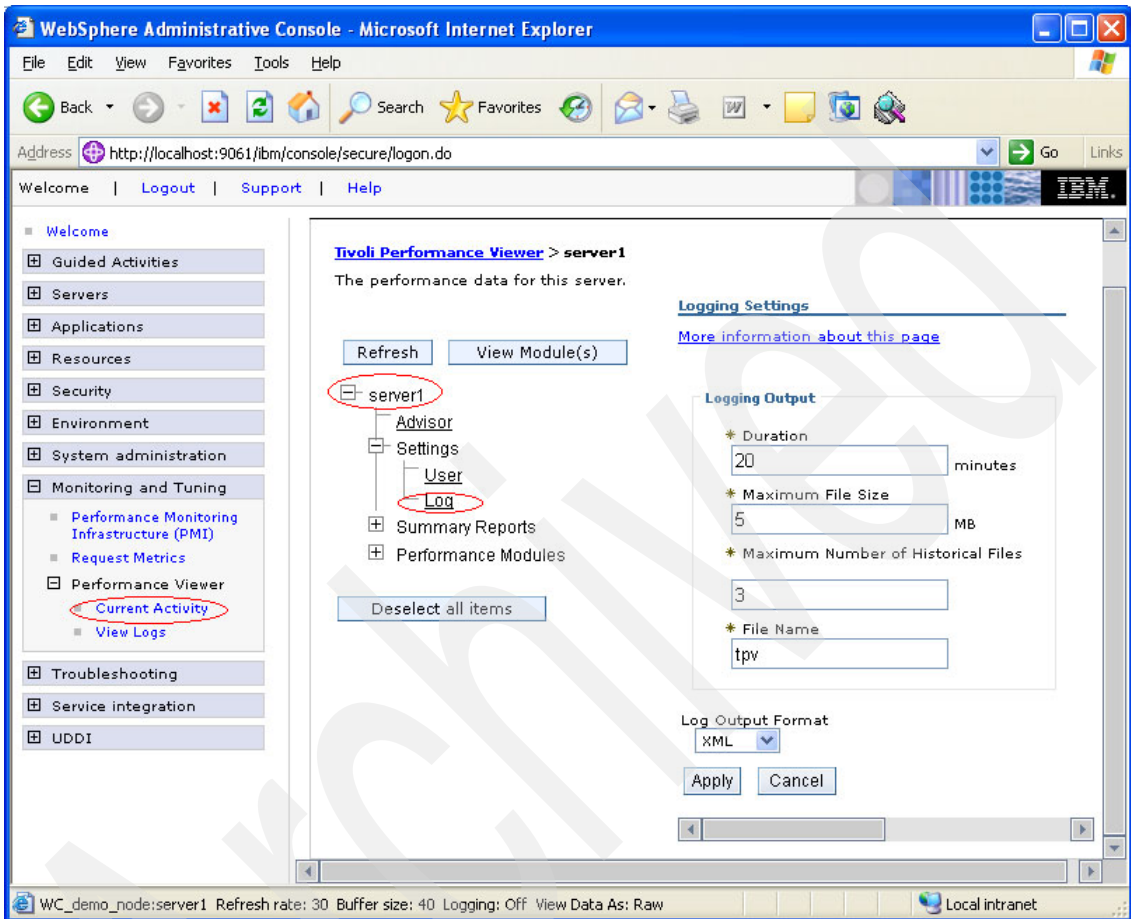 WebSphere Administrative Console - Microsoft Internet Explorer
File Edit View Favorites Tools Help
Back Search Favorites
Address http://localhost:9061/ibm/console/secure/logon.do Go Links
Welcome | Logout | Support | Help IBM.
Welcome
Guided Activities
Servers
Applications
Resources
Security
Environment
System administration
Monitoring and Tuning
Performance Monitoring
Infrastructure (PMI)
Request Metrics
Performance Viewer
Current Activity
View Logs
Troubleshooting
Service integration
UDDI
Tivoli Performance Viewer > server1
The performance data for this server.
Refresh View Module(s)
server1
Advisor
Settings
User
Log
Summary Reports
Performance Modules
Deselect all items
Logging Settings
More information about this page
Logging Output
* Duration
20 minutes
* Maximum File Size
5 MB
* Maximum Number of Historical Files
3
* File Name
tpv
Log Output Format
XML
Apply Cancel
WC_demo_node:server1 Refresh rate: 30 Buffer size: 40 Logging: Off View Data As: Raw Local intranet
Archived